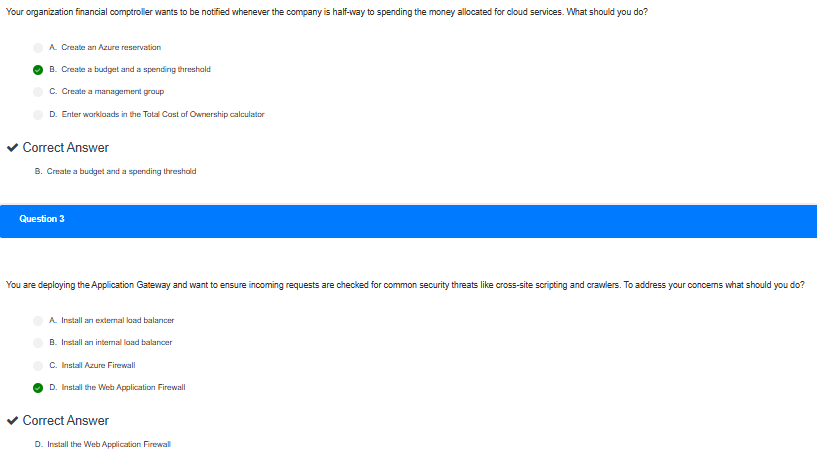 Your organization financial comptroller wants to be notified whenever the company is half-way to spending the money allocated for cloud services. What should you do?
A. Create an Azure reservation
B. Create a budget and a spending threshold
C. Create a management group
D. Enter workloads in the Total Cost of Ownership calculator
Correct Answer
B. Create a budget and a spending threshold
Question 3
You are deploying the Application Gateway and want to ensure incoming requests are checked for common security threats like cross-site scripting and crawlers. To address your concerns what should you do?
A. Install an external load balancer
B. Install an internal load balancer
C. Install Azure Firewall
D. Install the Web Application Firewall
Correct Answer
D. Install the Web Application Firewall